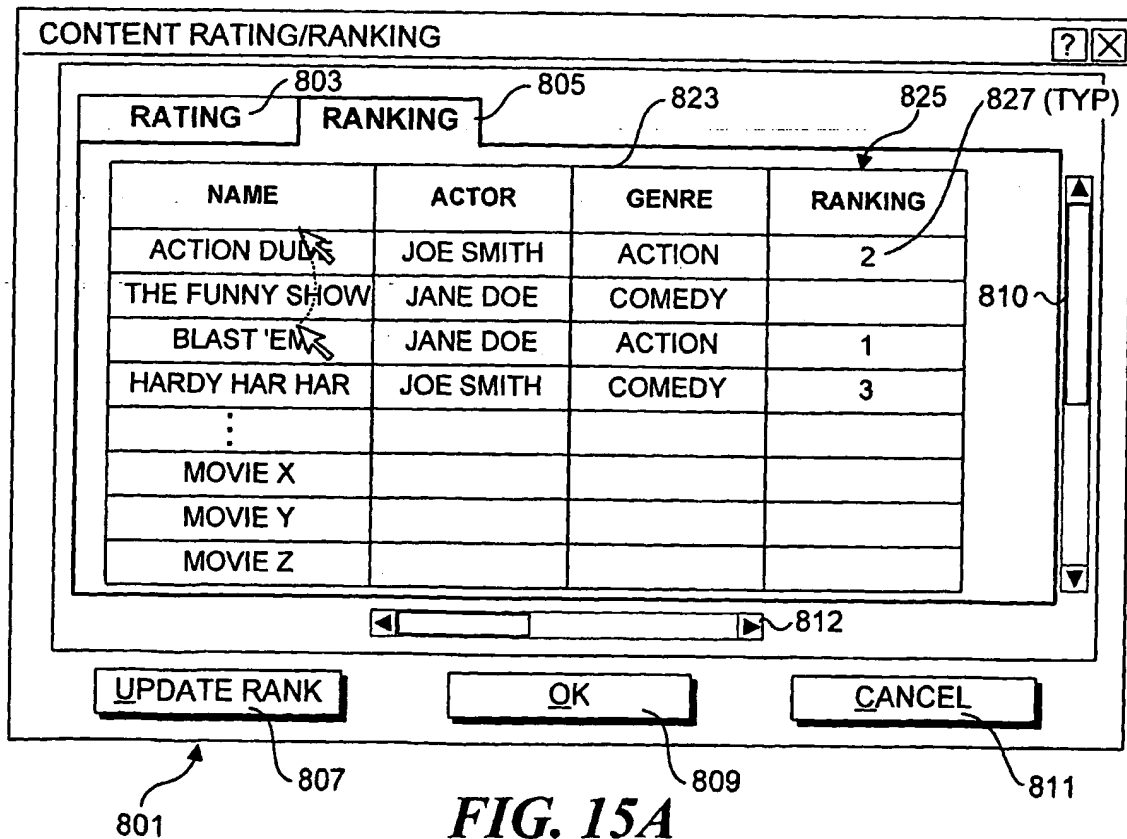 CONTENT RATING/RANKING ?
803 805 823 825 827 (TYP)
RATING RANKING
NAME ACTOR GENRE RANKING
ACTION DUDE JOE SMITH ACTION 2
THE FUNNY SHOW JANE DOE COMEDY
810
BLAST 'EM JANE DOE ACTION 1
HARDY HAR HAR JOE SMITH COMEDY 3
⋮
MOVIE X
MOVIE Y
MOVIE Z
812
UPDATE RANK OK CANCEL
807 809 811
801
FIG. 15A